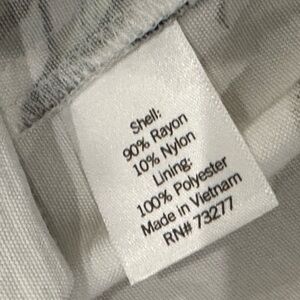 Shell:
90% Rayon
10% Nylon
Lining:
100% Polyester
Made in Vietnam
RN# 73277